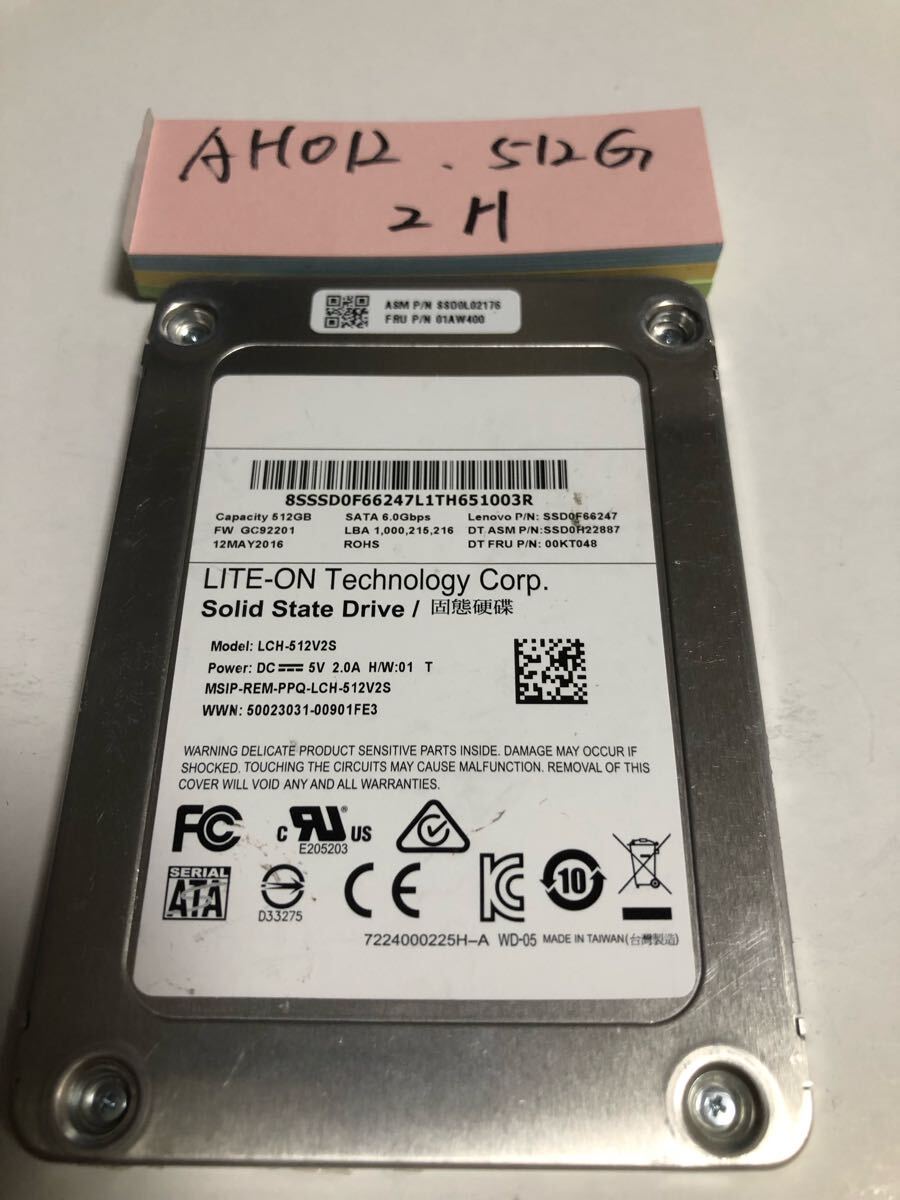 AH012 . 512G
2H
ASM P/N SSD0L02176
FRU P/N 01AW400
8SSSD0F66247L1TH651003R
Capacity 512GB SATA 6.0Gbps Lenovo P/N: SSD0F66247
FW GC92201 LBA 1,000,215,216 DT ASM P/N:SSD0H22887
12MAY2016 ROHS DT FRU P/N: 00KT048
LITE-ON Technology Corp.
Solid State Drive / 固態硬碟
Model: LCH-512V2S
Power: DC 5V 2.0A H/W:01 T
MSIP-REM-PPQ-LCH-512V2S
WWN: 50023031-00901FE3
WARNING DELICATE PRODUCT SENSITIVE PARTS INSIDE. DAMAGE MAY OCCUR IF
SHOCKED. TOUCHING THE CIRCUITS MAY CAUSE MALFUNCTION. REMOVAL OF THIS
COVER WILL VOID ANY AND ALL WARRANTIES.
FC c RU ® US
E205203
SERIAL
ATA D33275 CE KC 10
7224000225H-A WD-05 MADE IN TAIWAN(台灣製造)